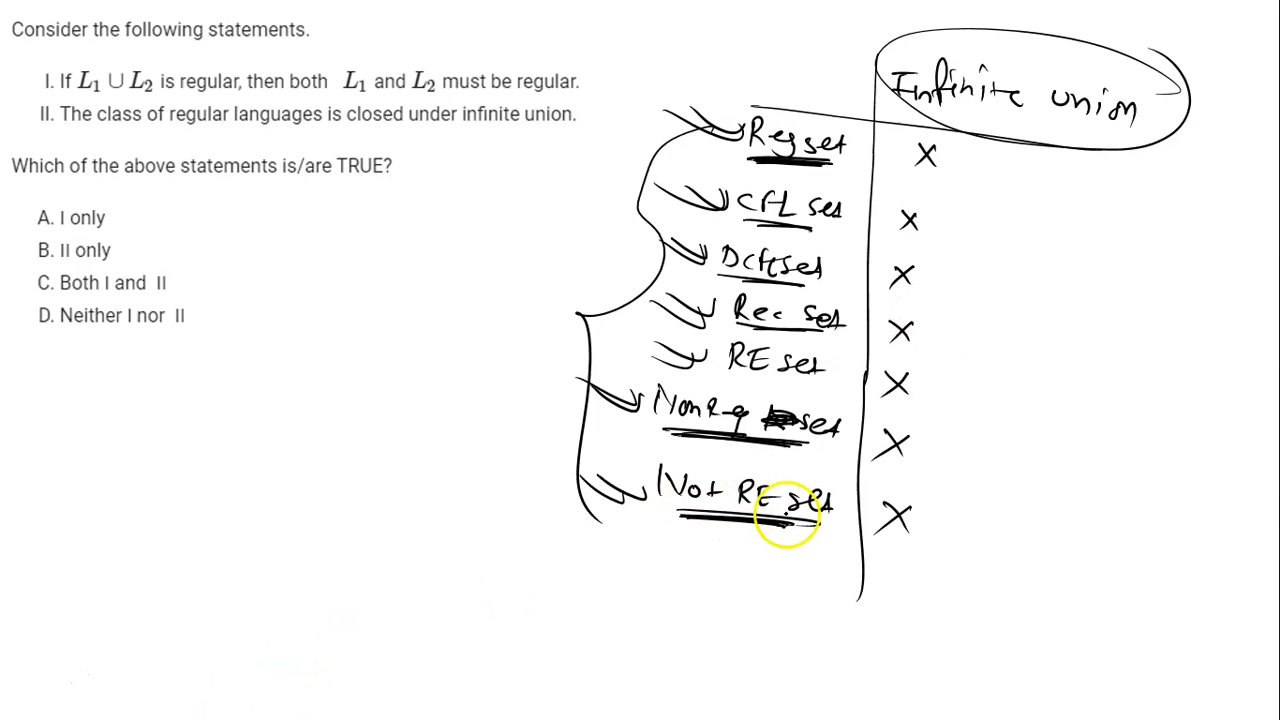 Consider the following statements.
I. If L₁ ∪ L₂ is regular, then both L₁ and L₂ must be regular.
II. The class of regular languages is closed under infinite union.
Which of the above statements is/are TRUE?
A. I only
B. II only
C. Both I and II
D. Neither I nor II
Infinite union
Reg set X
CFL set X
DCFL set X
Rec set X
RE set X
NonReg set X
Not RE set X